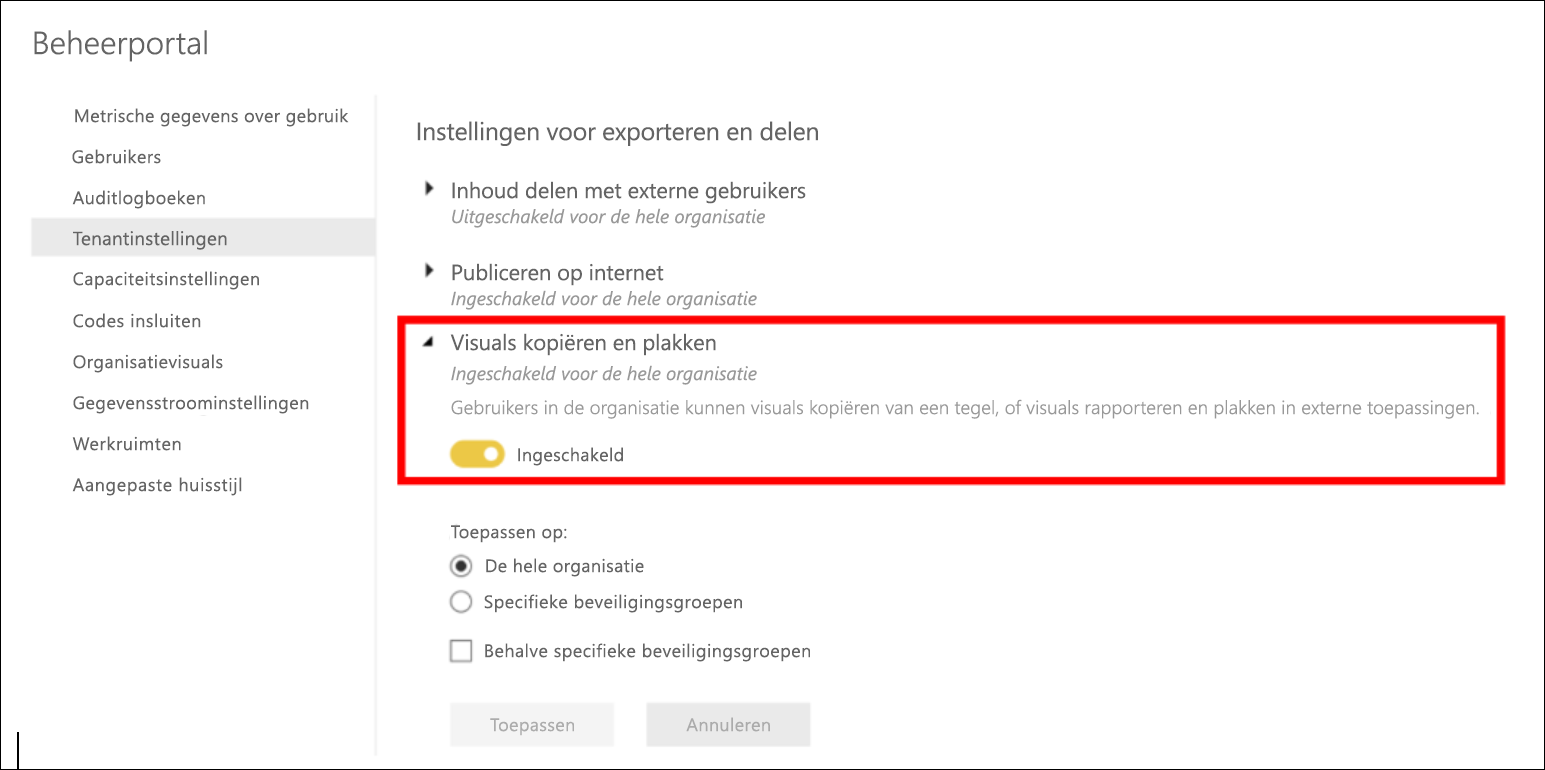 Beheerportal
Metrische gegevens over gebruik
Gebruikers
Auditlogboeken
Tenantinstellingen
Capaciteitsinstellingen
Codes insluiten
Organisatievisuals
Gegevensstroominstellingen
Werkruimten
Aangepaste huisstijl
Instellingen voor exporteren en delen
Inhoud delen met externe gebruikers
Uitgeschakeld voor de hele organisatie
Publiceren op internet
Ingeschakeld voor de hele organisatie
Visuals kopiëren en plakken
Ingeschakeld voor de hele organisatie
Gebruikers in de organisatie kunnen visuals kopiëren van een tegel, of visuals rapporteren en plakken in externe toepassingen.
Ingeschakeld
Toepassen op:
De hele organisatie
Specifieke beveiligingsgroepen
Behalve specifieke beveiligingsgroepen
Toepassen
Annuleren